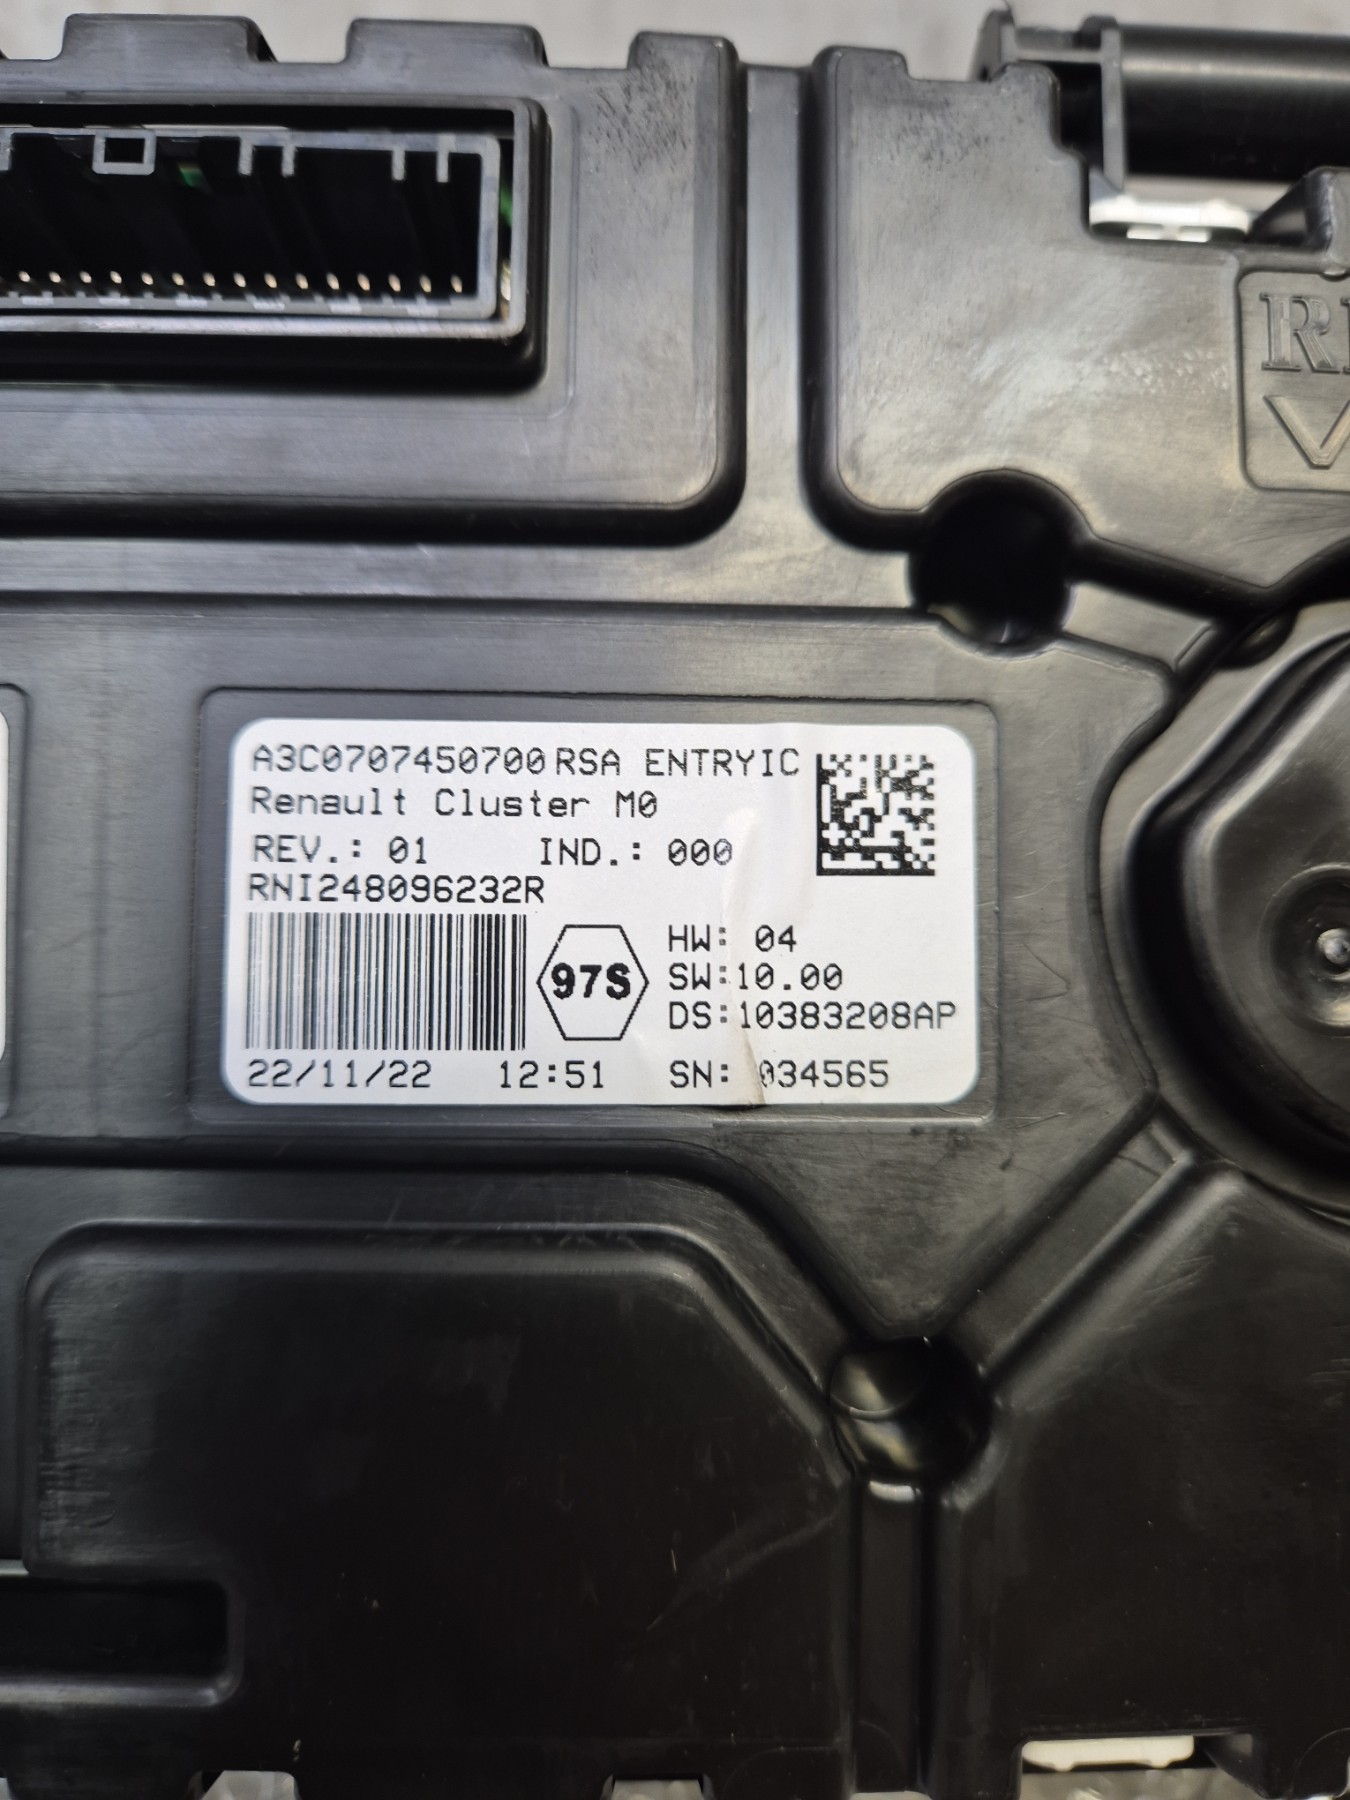 A3C0707450700 RSA ENTRYIC
Renault Cluster M0
REV.: 01 IND.: 000
RNI248096232R
97S
HW: 04
SW:10.00
DS:10383208AP
22/11/22 12:51 SN: 034565